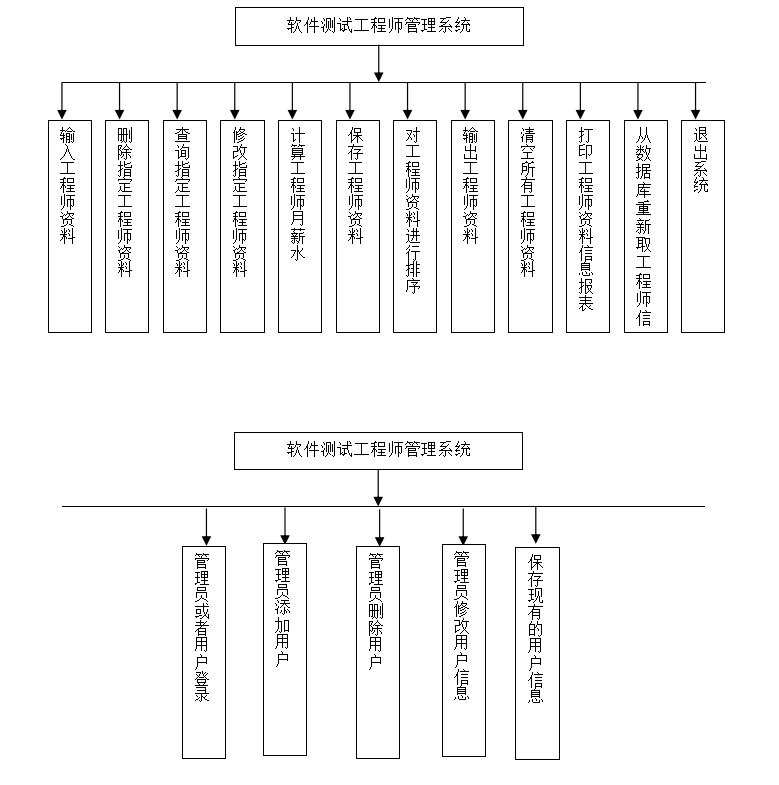 软件测试工程师管理系统
输入工程师资料
删除指定工程师资料
查询指定工程师资料
修改指定工程师资料
计算工程师月薪水
保存工程师资料
对工程师资料进行排序
输出工程师资料
清空所有工程师资料
打印工程师资料信息报表
从数据库重新取工程师信
退出系统
软件测试工程师管理系统
管理员或者用户登录
管理员添加用户
管理员删除用户
管理员修改用户信息
保存现有的用户信息